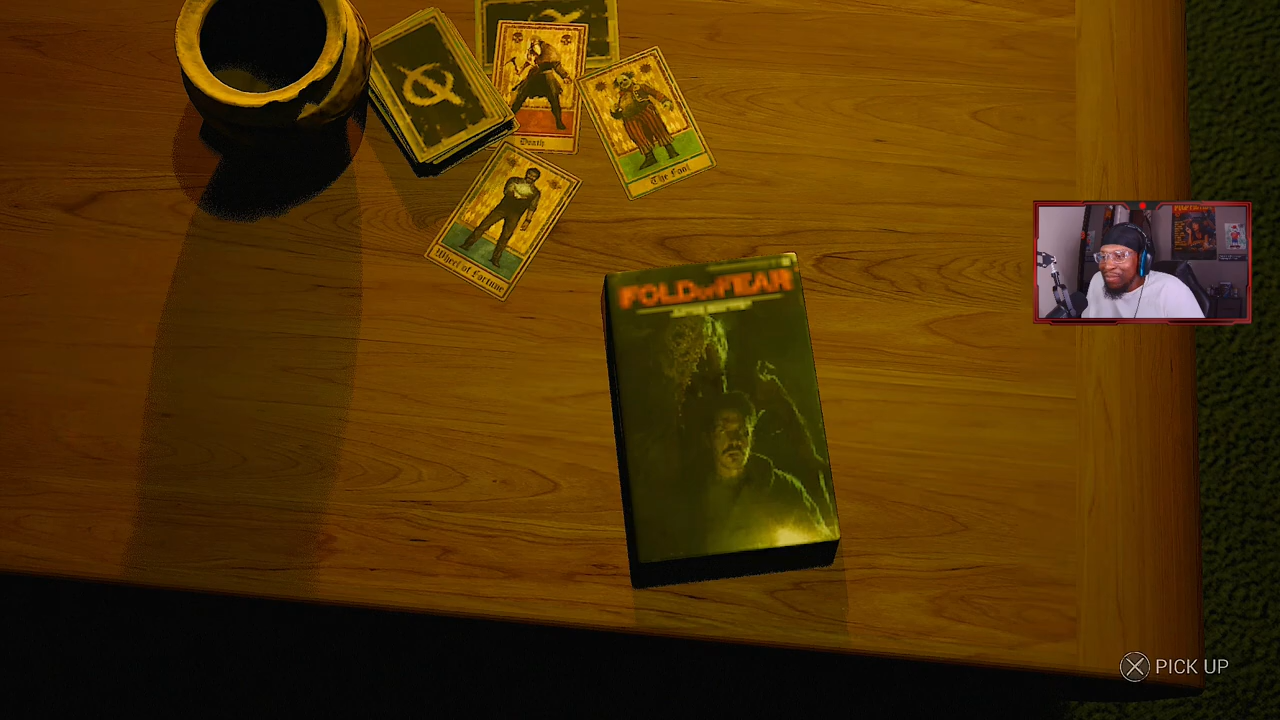 Death
The Fool
Wheel of Fortune
FOLD OF FEAR
PICK UP